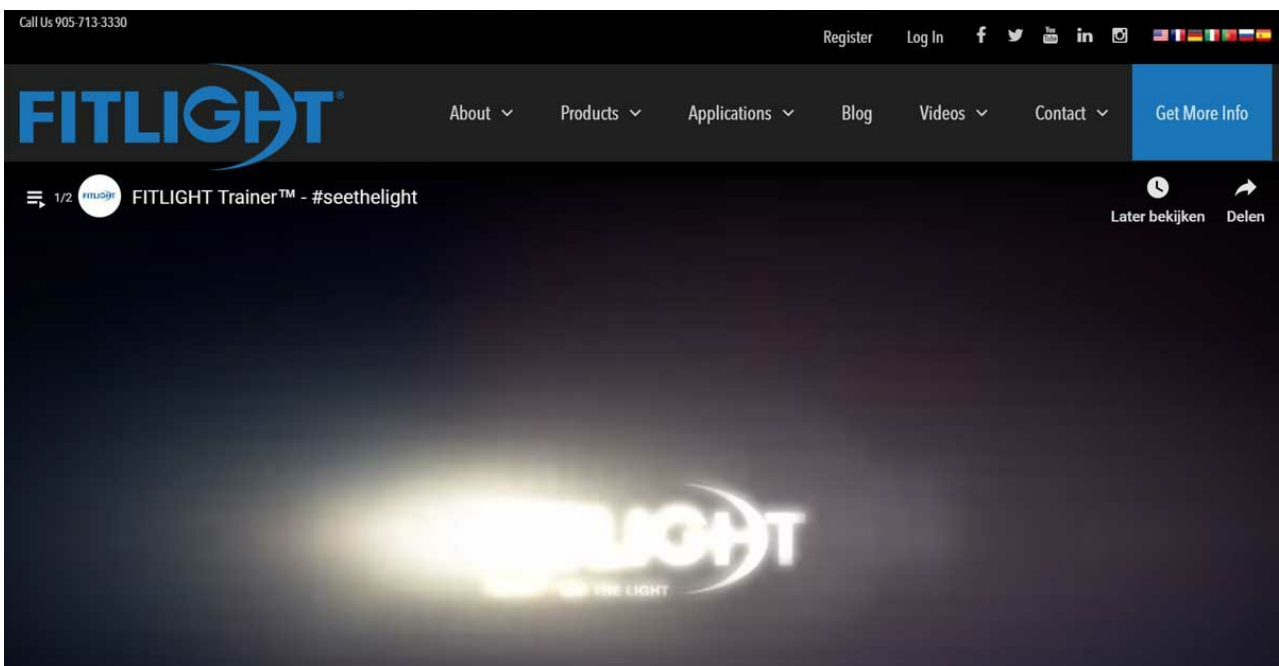 Call Us 905-713-3330
Register Log In
FITLIGHT®
About Products Applications Blog Videos Contact Get More Info
1/2 FITLIGHT FITLIGHT Trainer™ - #seethelight
Later bekijken Delen
LIGHT
THE LIGHT